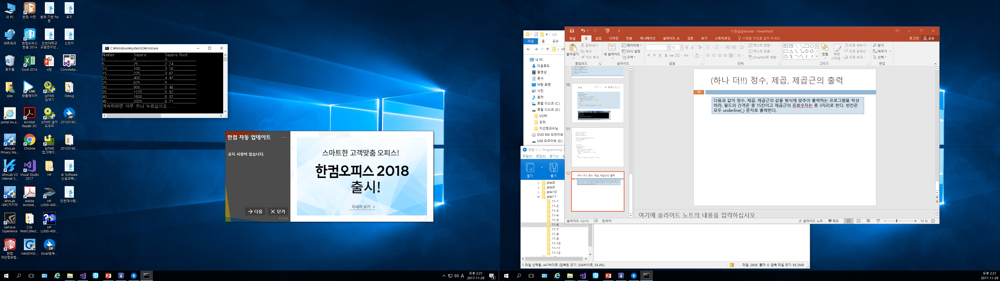 내 PC
한컴 사전
범위 기반 for 문
표지
네트워크
한컴오피스 한글 2014
인천대학교 교원연구년...
신천지
휴지통
Excel 2016
4장
ConsoleAp...
sjlee
팟플레이어
ipTIME 검색기
Debug
portal.inu.a...
Acrobat Reader DC
ipTIME 설치 도우미
20120160...
AhnLab Privacy Ma...
Chrome
ipTIME 업그레이...
20120160...
AhnLab V3 Internet S...
Visual Studio 2017
HP
AI Software 신설과목(...
AhnLab 내PC지키미
Adobe Acrobat...
HP LJ300-400...
인천대사랑...
GeForce Experience
CS6 MstrCollect...
HP LJ300-400...
한컴 개인정보탐...
HANDYGr...
Email첨부...
C:₩Windows₩system32₩cmd.exe
Number Square Square Root
0______________0______________0______________
5______________25_____________2.24___________
10_____________100____________3.16___________
15_____________225____________3.87___________
20_____________400____________4.47___________
25_____________625____________5______________
30_____________900____________5.48___________
35_____________1225___________5.92___________
40_____________1600___________6.32___________
45_____________2025___________6.71___________
계속하려면 아무 키나 누르십시오 . . .
한컴 자동 업데이트
공지 사항이 있습니다.
다음
닫기
9.1.1.63
스마트한 고객맞춤 오피스!
한컴오피스 2018
출시!
자세히 보기
A
오후 2:21
2017-11-29
cpp
파일 홈 공유
내 PC
다운로드
동영상
문서
바탕 화면
사진
음악
로컬 디스크 (C:)
로컬 디스크 (D:)
VCPP
강의
이선정교수님
DVD RW 드라이브
USB 드라이브 (G:)
명품 C++ Programming
파일(F) 편집(E) 찾기(I)
열기
풀기
prac8
prac9
prac10
prac11
11-1
11-2
11-3
11-4
11-5
11-6
11-7
11-8
11-9
11-10
11-11
11-12
1 파일 선택됨, 447바이트 (압축된 크기: 204바이트, 54.4%)
파일: 2608, 폴더: 0, 압축 파일 크기: 65.2MB
11장실습lecnote - PowerPoint
파일 홈 삽입 디자인 전환 애니메이션 슬라이드 쇼 검토 보기 스토리보딩 수행할 작업을 알려 주세요.
로그인 공유
붙여넣기
잘라내기
복사
서식 복사
클립보드
새 슬라이드
레이아웃
다시 설정
구역
슬라이드
18
글꼴
텍스트 방향
텍스트 맞춤
SmartArt로 변환
단락
정렬
빠른 스타일
도형 채우기
도형 윤곽선
도형 효과
그리기
찾기
바꾸기
선택
편집
10
11
12
(하나 더!!) 정수, 제곱, 제곱근의 출력
(하나 더!!) 정수, 제곱, 제곱근의 출력
12
다음과 같이 정수, 제곱, 제곱근의 값을 형식에 맞추어 출력하는 프로그램을 작성
하라. 필드의 간격은 총 15칸이고 제곱근의 유효숫자는 총 3자리로 한다. 빈칸은
모두 underline(_) 문자로 출력한다.
여기에 슬라이드 노트의 내용을 입력하십시오
슬라이드 12/12
한국어
슬라이드 노트
메모
73 %
오후 2:21
2017-11-29